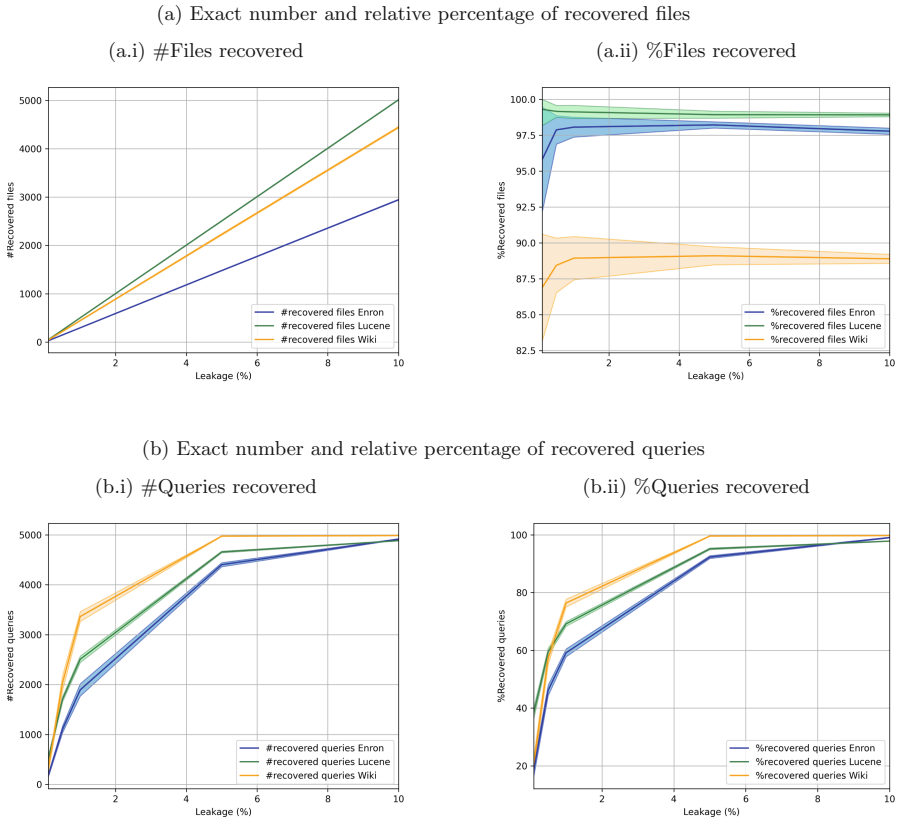 (a) Exact number and relative percentage of recovered files
(a.i) #Files recovered
(a.ii) %Files recovered
5000
4000
3000
2000
1000
0
#Recovered files
2
4
6
8
10
Leakage (%)
#recovered files Enron
#recovered files Lucene
#recovered files Wiki
100.0
97.5
95.0
92.5
90.0
87.5
85.0
82.5
%Recovered files
2
4
6
8
10
Leakage (%)
%recovered files Enron
%recovered files Lucene
%recovered files Wiki
(b) Exact number and relative percentage of recovered queries
(b.i) #Queries recovered
(b.ii) %Queries recovered
5000
4000
3000
2000
1000
0
#Recovered queries
2
4
6
8
10
Leakage (%)
#recovered queries Enron
#recovered queries Lucene
#recovered queries Wiki
100
80
60
40
20
%Recovered queries
2
4
6
8
10
Leakage (%)
%recovered queries Enron
%recovered queries Lucene
%recovered queries Wiki